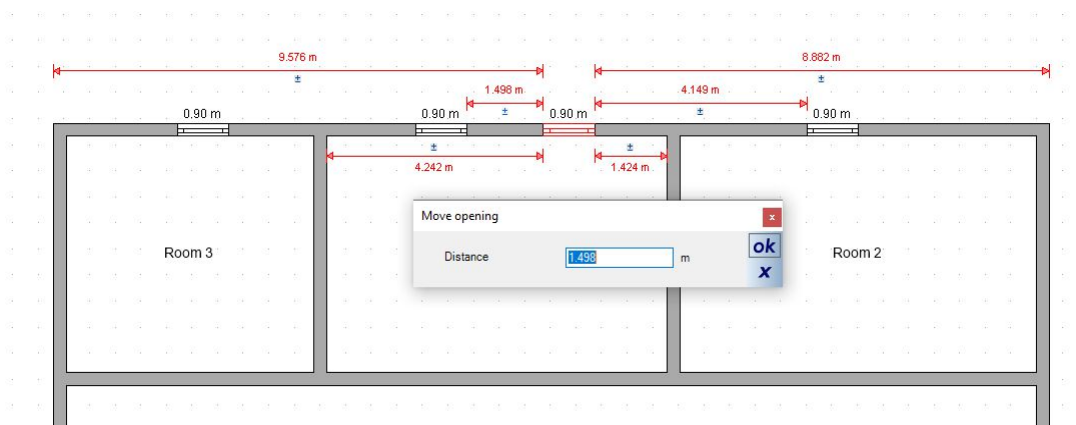 9.576 m
8.882 m
±
±
1.498 m
4.149 m
±
±
0.90 m
0.90 m
0.90 m
0.90 m
±
±
4.242 m
1.424 m
Move opening
x
Distance
1.498
m
ok
x
Room 3
Room 2